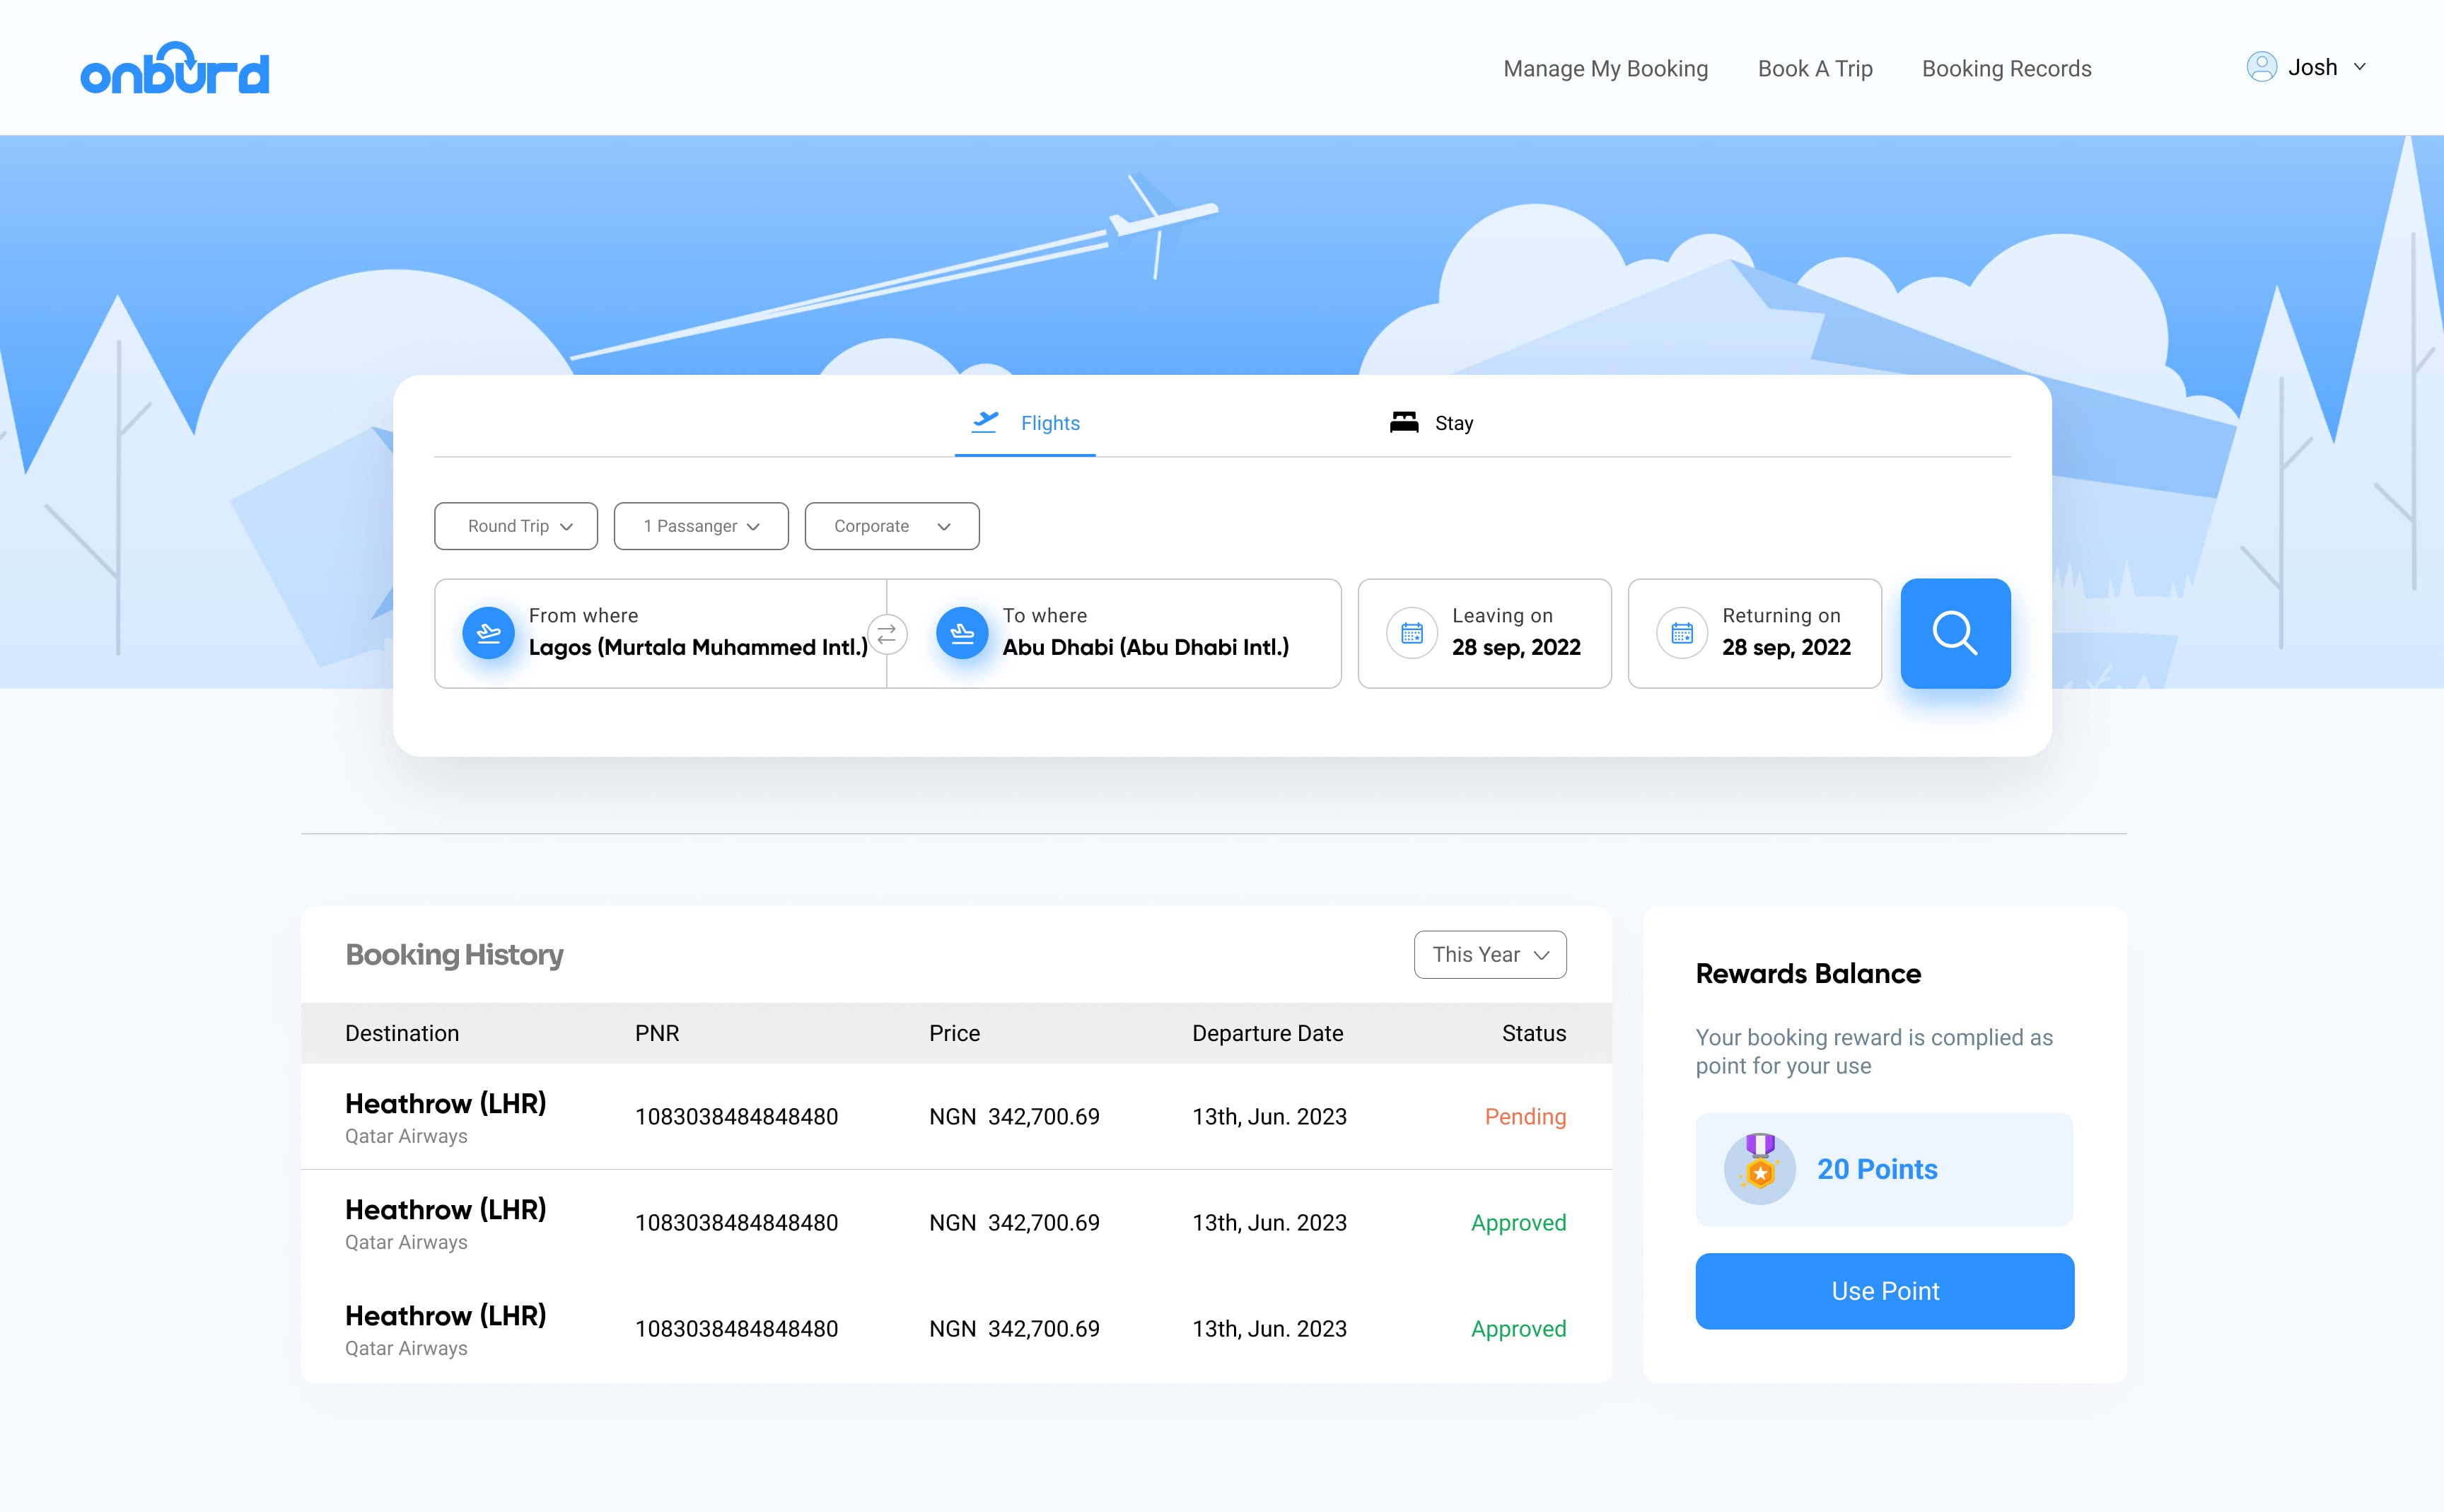 onburd
Manage My Booking Book A Trip Booking Records Josh
Flights Stay
Round Trip 1 Passanger Corporate
From where To where Leaving on Returning on
Lagos (Murtala Muhammed Intl.) Abu Dhabi (Abu Dhabi Intl.) 28 sep, 2022 28 sep, 2022
Booking History This Year
Destination PNR Price Departure Date Status
Heathrow (LHR) 1083038484848480 NGN 342,700.69 13th, Jun. 2023 Pending
Qatar Airways
Heathrow (LHR) 1083038484848480 NGN 342,700.69 13th, Jun. 2023 Approved
Qatar Airways
Heathrow (LHR) 1083038484848480 NGN 342,700.69 13th, Jun. 2023 Approved
Qatar Airways
Rewards Balance
Your booking reward is complied as
point for your use
20 Points
Use Point